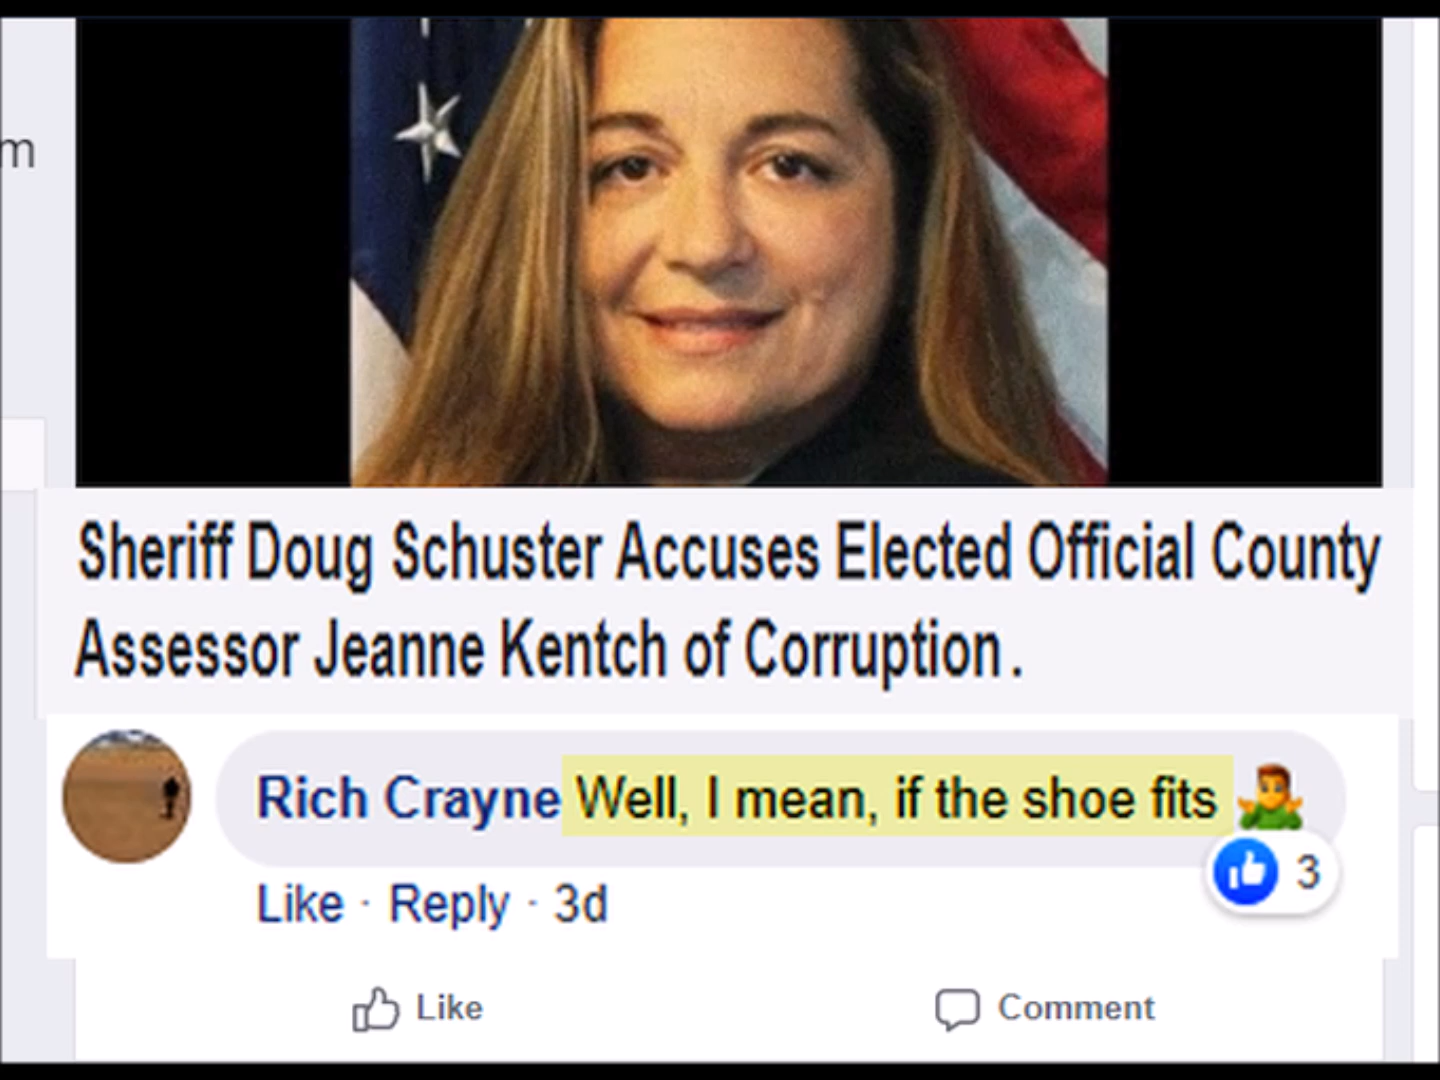 m
Sheriff Doug Schuster Accuses Elected Official County
Assessor Jeanne Kentch of Corruption.
Rich Crayne Well, I mean, if the shoe fits 🤷‍♂️
3
Like · Reply · 3d
Like
Comment